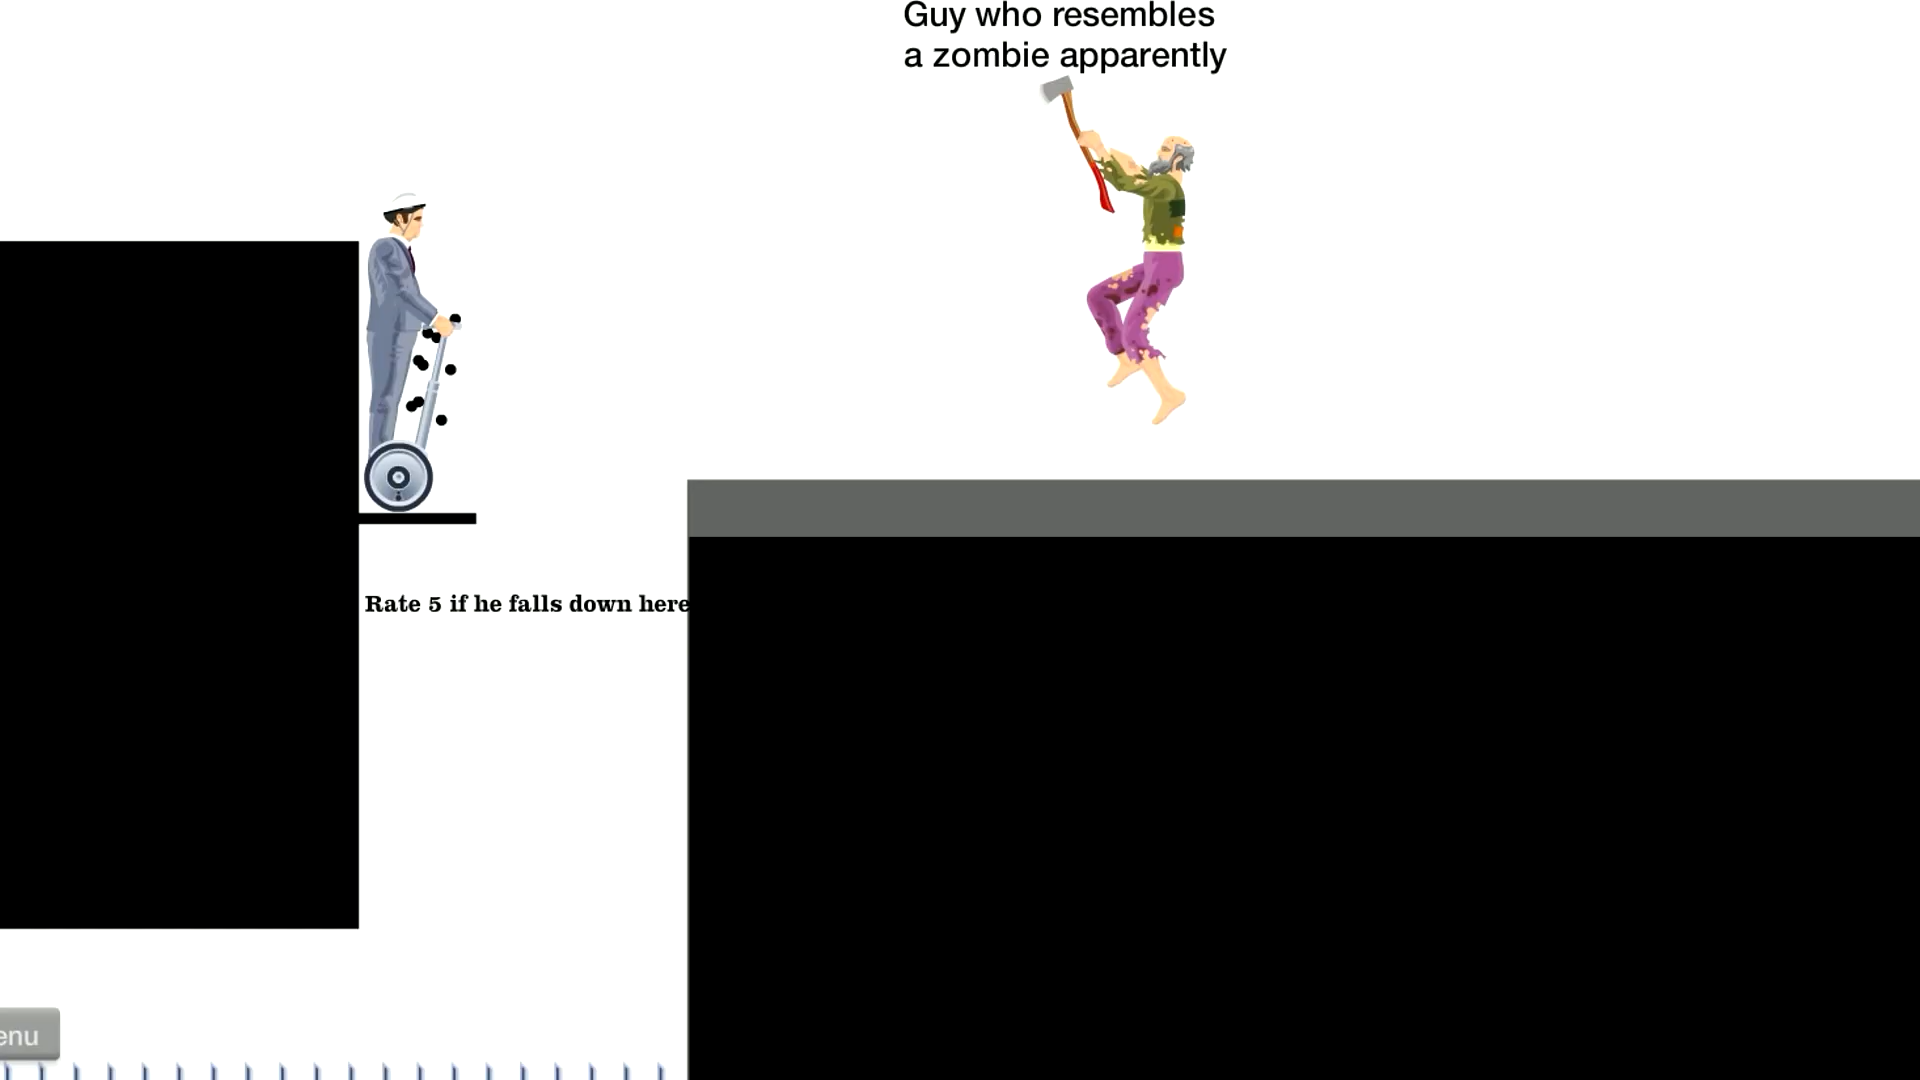 Guy who resembles
a zombie apparently
Rate 5 if he falls down here
enu